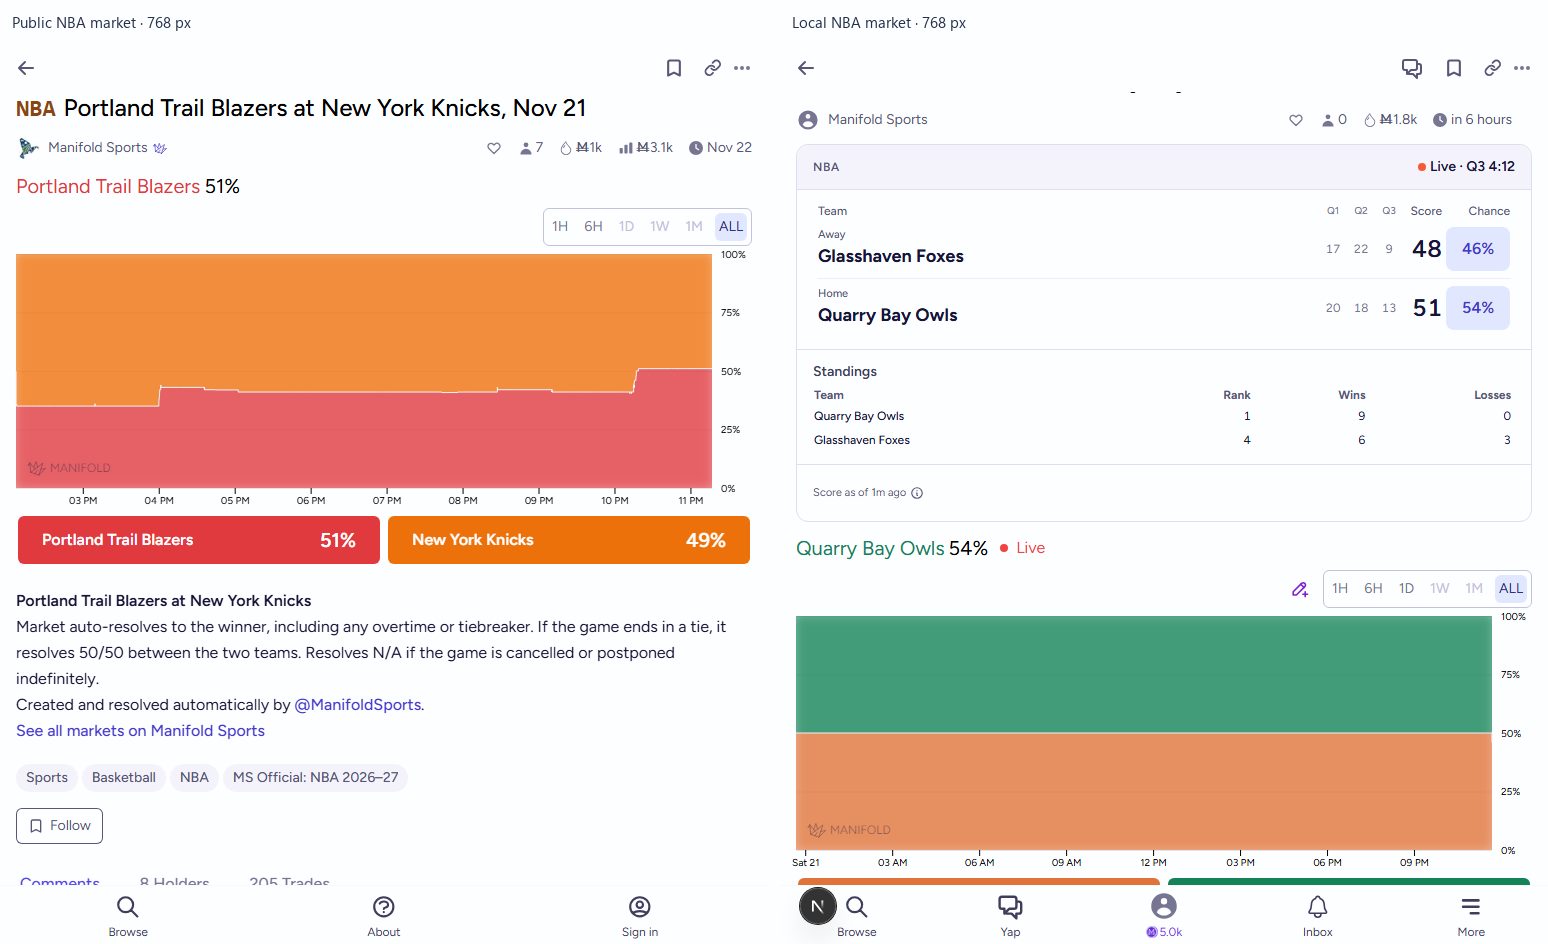 Public NBA market · 768 px
NBA Portland Trail Blazers at New York Knicks, Nov 21
Manifold Sports
7
Ṁ1k
Ṁ3.1k
Nov 22
Portland Trail Blazers 51%
1H 6H 1D 1W 1M ALL
100%
75%
50%
25%
0%
MANIFOLD
03 PM 04 PM 05 PM 06 PM 07 PM 08 PM 09 PM 10 PM 11 PM
Portland Trail Blazers 51%
New York Knicks 49%
Portland Trail Blazers at New York Knicks
Market auto-resolves to the winner, including any overtime or tiebreaker. If the game ends in a tie, it
resolves 50/50 between the two teams. Resolves N/A if the game is cancelled or postponed
indefinitely.
Created and resolved automatically by @ManifoldSports.
See all markets on Manifold Sports
Sports Basketball NBA MS Official: NBA 2026–27
Follow
Comments 8 Holders 205 Trades
Browse About Sign in
Local NBA market · 768 px
Manifold Sports
0
Ṁ1.8k
in 6 hours
NBA
Live · Q3 4:12
Team Q1 Q2 Q3 Score Chance
Away
Glasshaven Foxes 17 22 9 48 46%
Home
Quarry Bay Owls 20 18 13 51 54%
Standings
Team Rank Wins Losses
Quarry Bay Owls 1 9 0
Glasshaven Foxes 4 6 3
Score as of 1m ago
Quarry Bay Owls 54% Live
1H 6H 1D 1W 1M ALL
100%
75%
50%
25%
0%
MANIFOLD
Sat 21 03 AM 06 AM 09 AM 12 PM 03 PM 06 PM 09 PM
N
Browse Yap 5.0k Inbox More